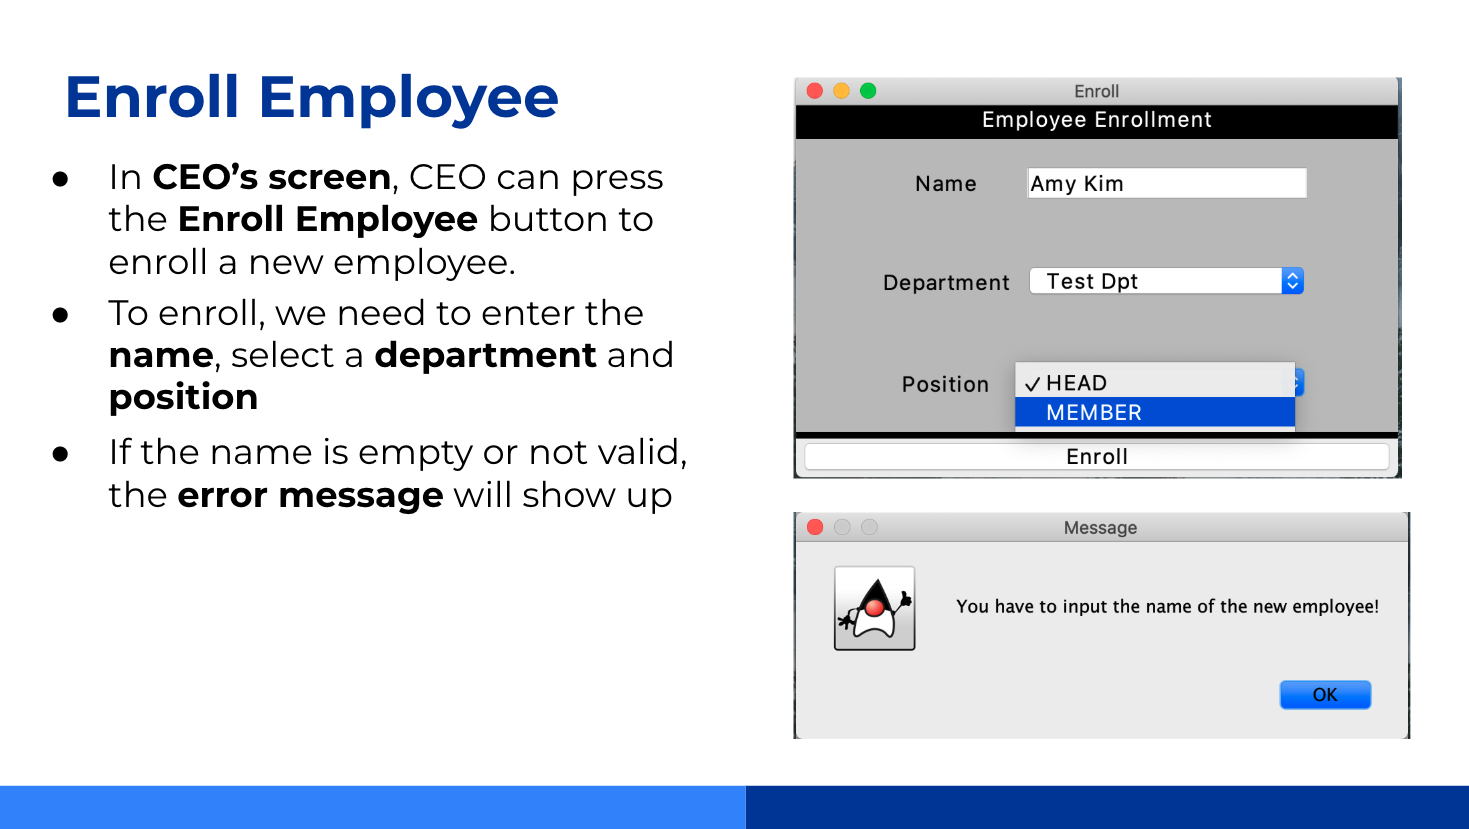 Enroll Employee
● In CEO’s screen, CEO can press
the Enroll Employee button to
enroll a new employee.
● To enroll, we need to enter the
name, select a department and
position
● If the name is empty or not valid,
the error message will show up
Enroll
Employee Enrollment
Name Amy Kim
Department Test Dpt
Position ✓ HEAD
MEMBER
Enroll
Message
You have to input the name of the new employee!
OK